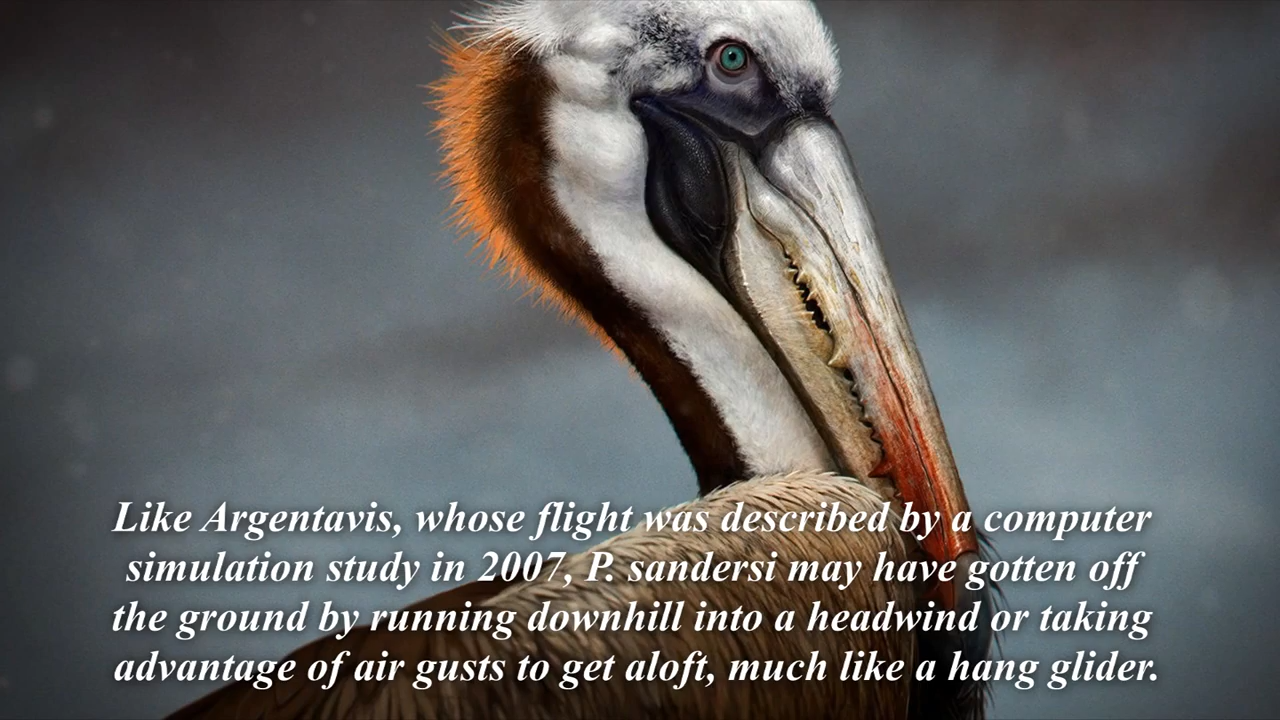 Like Argentavis, whose flight was described by a computer
simulation study in 2007, P. sandersi may have gotten off
the ground by running downhill into a headwind or taking
advantage of air gusts to get aloft, much like a hang glider.